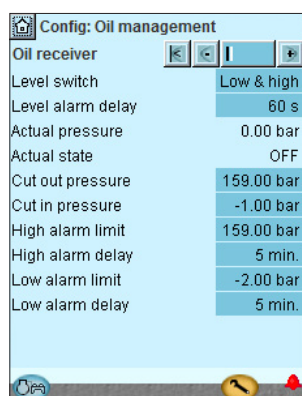 Config: Oil management
Oil receiver
Level switch Low & high
Level alarm delay 60 s
Actual pressure 0.00 bar
Actual state OFF
Cut out pressure 159.00 bar
Cut in pressure -1.00 bar
High alarm limit 159.00 bar
High alarm delay 5 min.
Low alarm limit -2.00 bar
Low alarm delay 5 min.